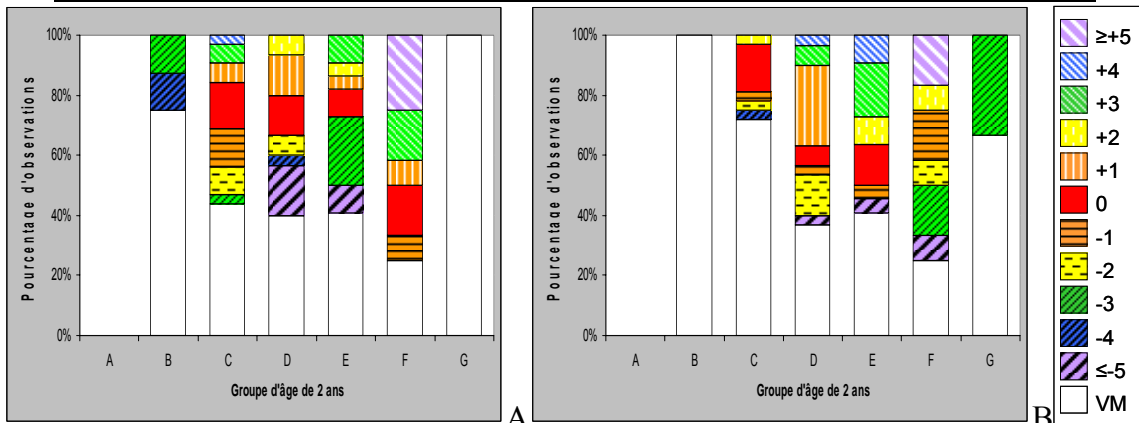 Pourcentage d'observations
100%
80%
60%
40%
20%
0%
A B C D E F G
Groupe d'âge de 2 ans
A
Pourcentage d'observations
100%
80%
60%
40%
20%
0%
A B C D E F G
Groupe d'âge de 2 ans
B
≥+5
+4
+3
+2
+1
0
-1
-2
-3
-4
≤-5
VM